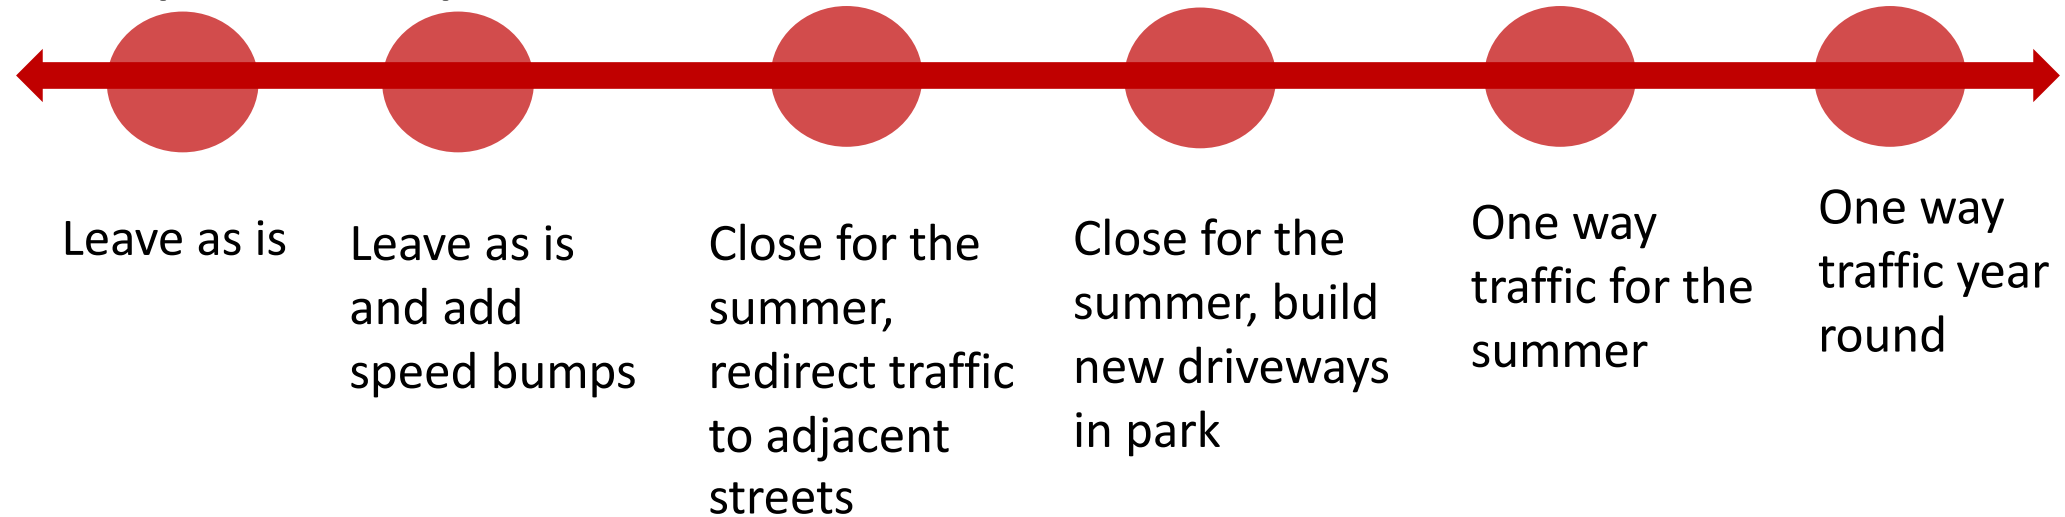 Leave as is
Leave as is
and add
speed bumps
Close for the
summer,
redirect traffic
to adjacent
streets
Close for the
summer, build
new driveways
in park
One way
traffic for the
summer
One way
traffic year
round